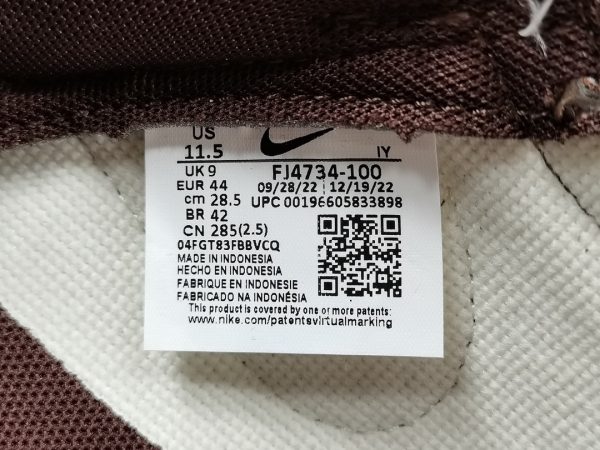 US
11.5 IY
UK 9 FJ4734-100
EUR 44 09/28/22 12/19/22
cm 28.5 UPC 00196605833898
BR 42
CN 285(2.5)
04FGT83FBBVCQ
MADE IN INDONESIA
HECHO EN INDONESIA
FABRIQUE EN INDONESIE
FABRICADO NA INDONÉSIA
This product is covered by one or more patents:
www.nike.com/patentsvirtualmarking